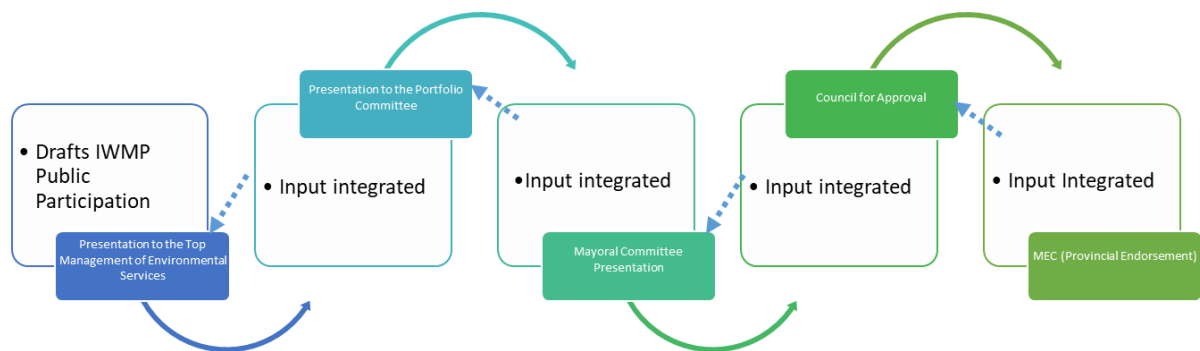 • Drafts IWMP
Public
Participation
Presentation to the Top
Management of Environmental
Services
Presentation to the Portfolio
Committee
• Input integrated
•Input integrated
Mayoral Committee
Presentation
Council for Approval
• Input integrated
• Input Integrated
MEC (Provincial Endorsement)